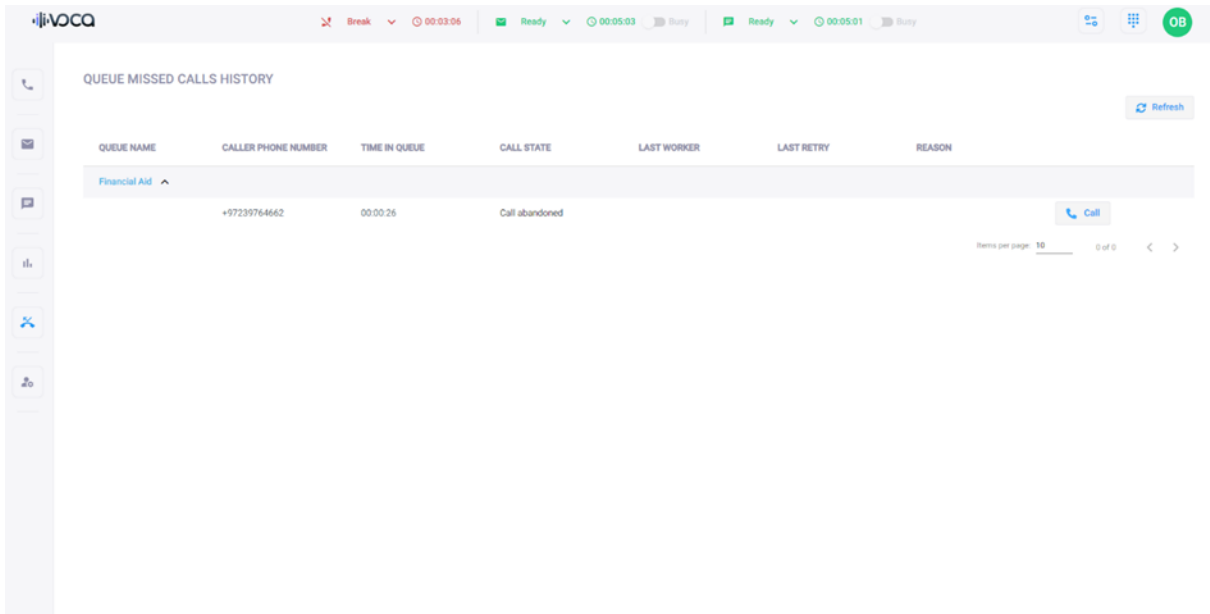 VOCA
Break 00:03:06 Ready 00:05:03 Busy Ready 00:05:01 Busy OB
QUEUE MISSED CALLS HISTORY
Refresh
QUEUE NAME CALLER PHONE NUMBER TIME IN QUEUE CALL STATE LAST WORKER LAST RETRY REASON
Financial Aid
+97239764662 00:00:26 Call abandoned Call
Items per page: 10 0 of 0